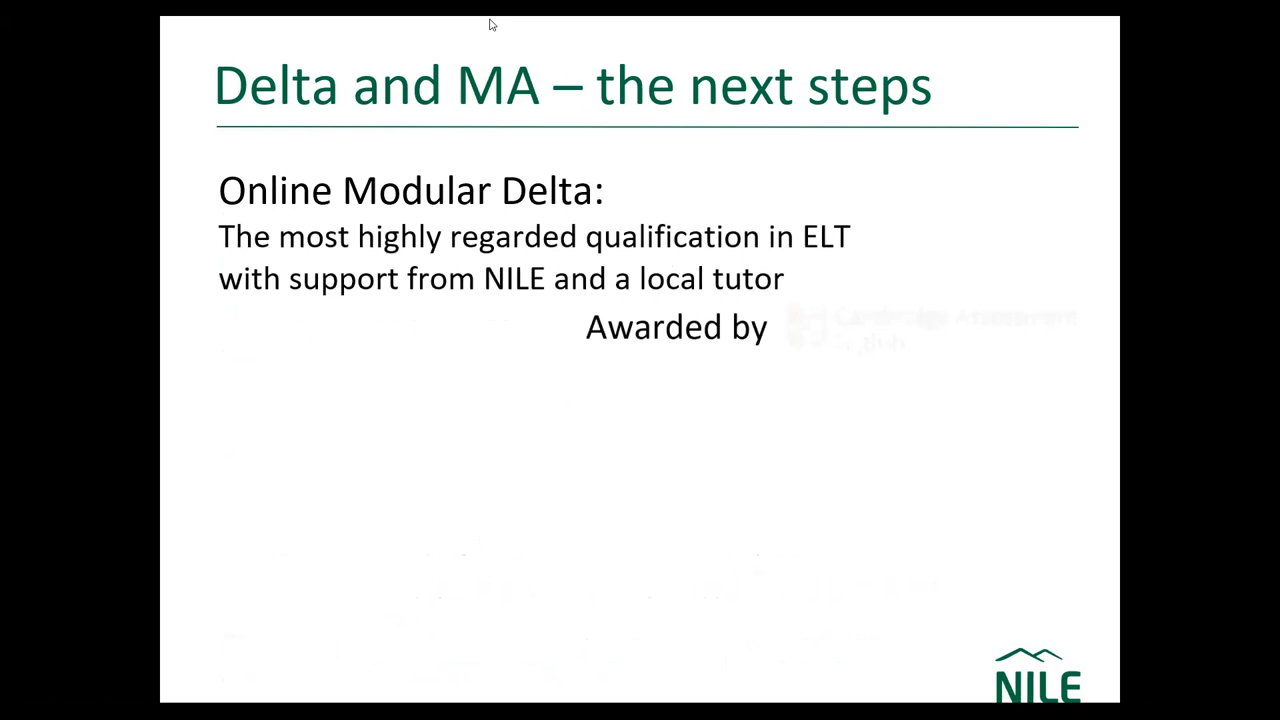 Delta and MA – the next steps
Online Modular Delta:
The most highly regarded qualification in ELT
with support from NILE and a local tutor
Awarded by
NILE